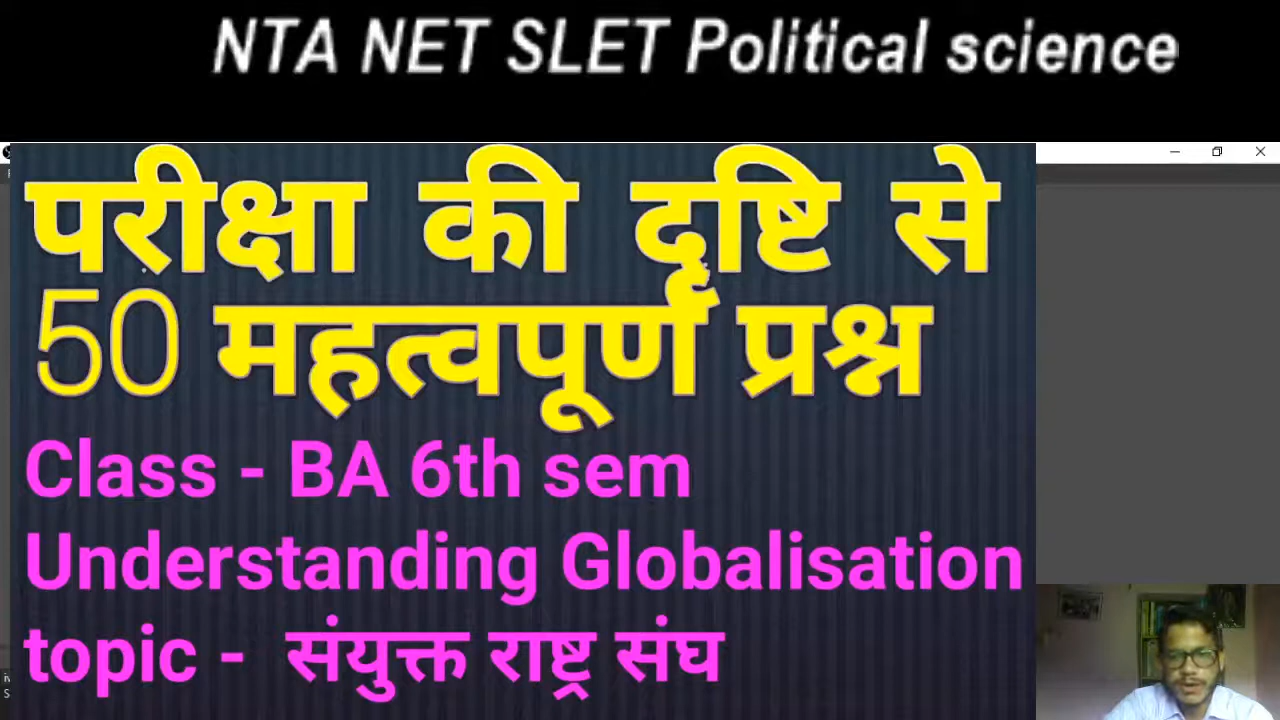 NTA NET SLET Political science
परीक्षा की दृष्टि से
50 महत्वपूर्ण प्रश्न
Class - BA 6th sem
Understanding Globalisation
topic - संयुक्त राष्ट्र संघ